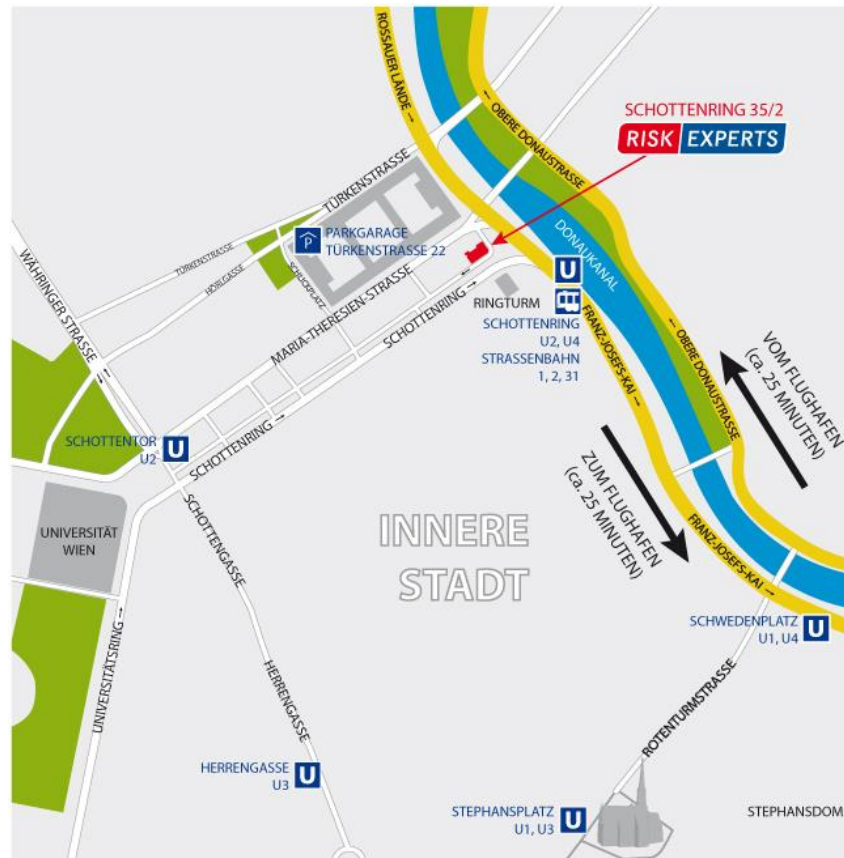 ROSSAUER LÄNDE →
SCHOTTENRING 35/2
RISK EXPERTS
← OBERE DONAUSTRASSE
TÜRKENSTRASSE
P
PARKGARAGE
TÜRKENSTRASSE 22
TÜRKENSTRASSE
HÖRLGASSE
SCHLICKPLATZ
WÄHRINGER STRASSE
MARIA-THERESIEN-STRASSE
SCHOTTENRING
DONAUKANAL
U
RINGTURM
SCHOTTENRING
U2, U4
STRASSENBAHN
1, 2, 31
FRANZ-JOSEFS-KAI →
← OBERE DONAUSTRASSE
VOM FLUGHAFEN
(ca. 25 MINUTEN)
ZUM FLUGHAFEN
(ca. 25 MINUTEN)
SCHOTTENTOR
U2
U
SCHOTTENRING →
SCHOTTENGASSE
UNIVERSITÄT
WIEN
INNERE
STADT
FRANZ-JOSEFS-KAI →
SCHWEDENPLATZ
U1, U4
U
UNIVERSITÄTSRING →
HERRENGASSE
ROTENTURMSTRASSE
HERRENGASSE
U3
U
STEPHANSPLATZ
U1, U3
U
STEPHANSDOM